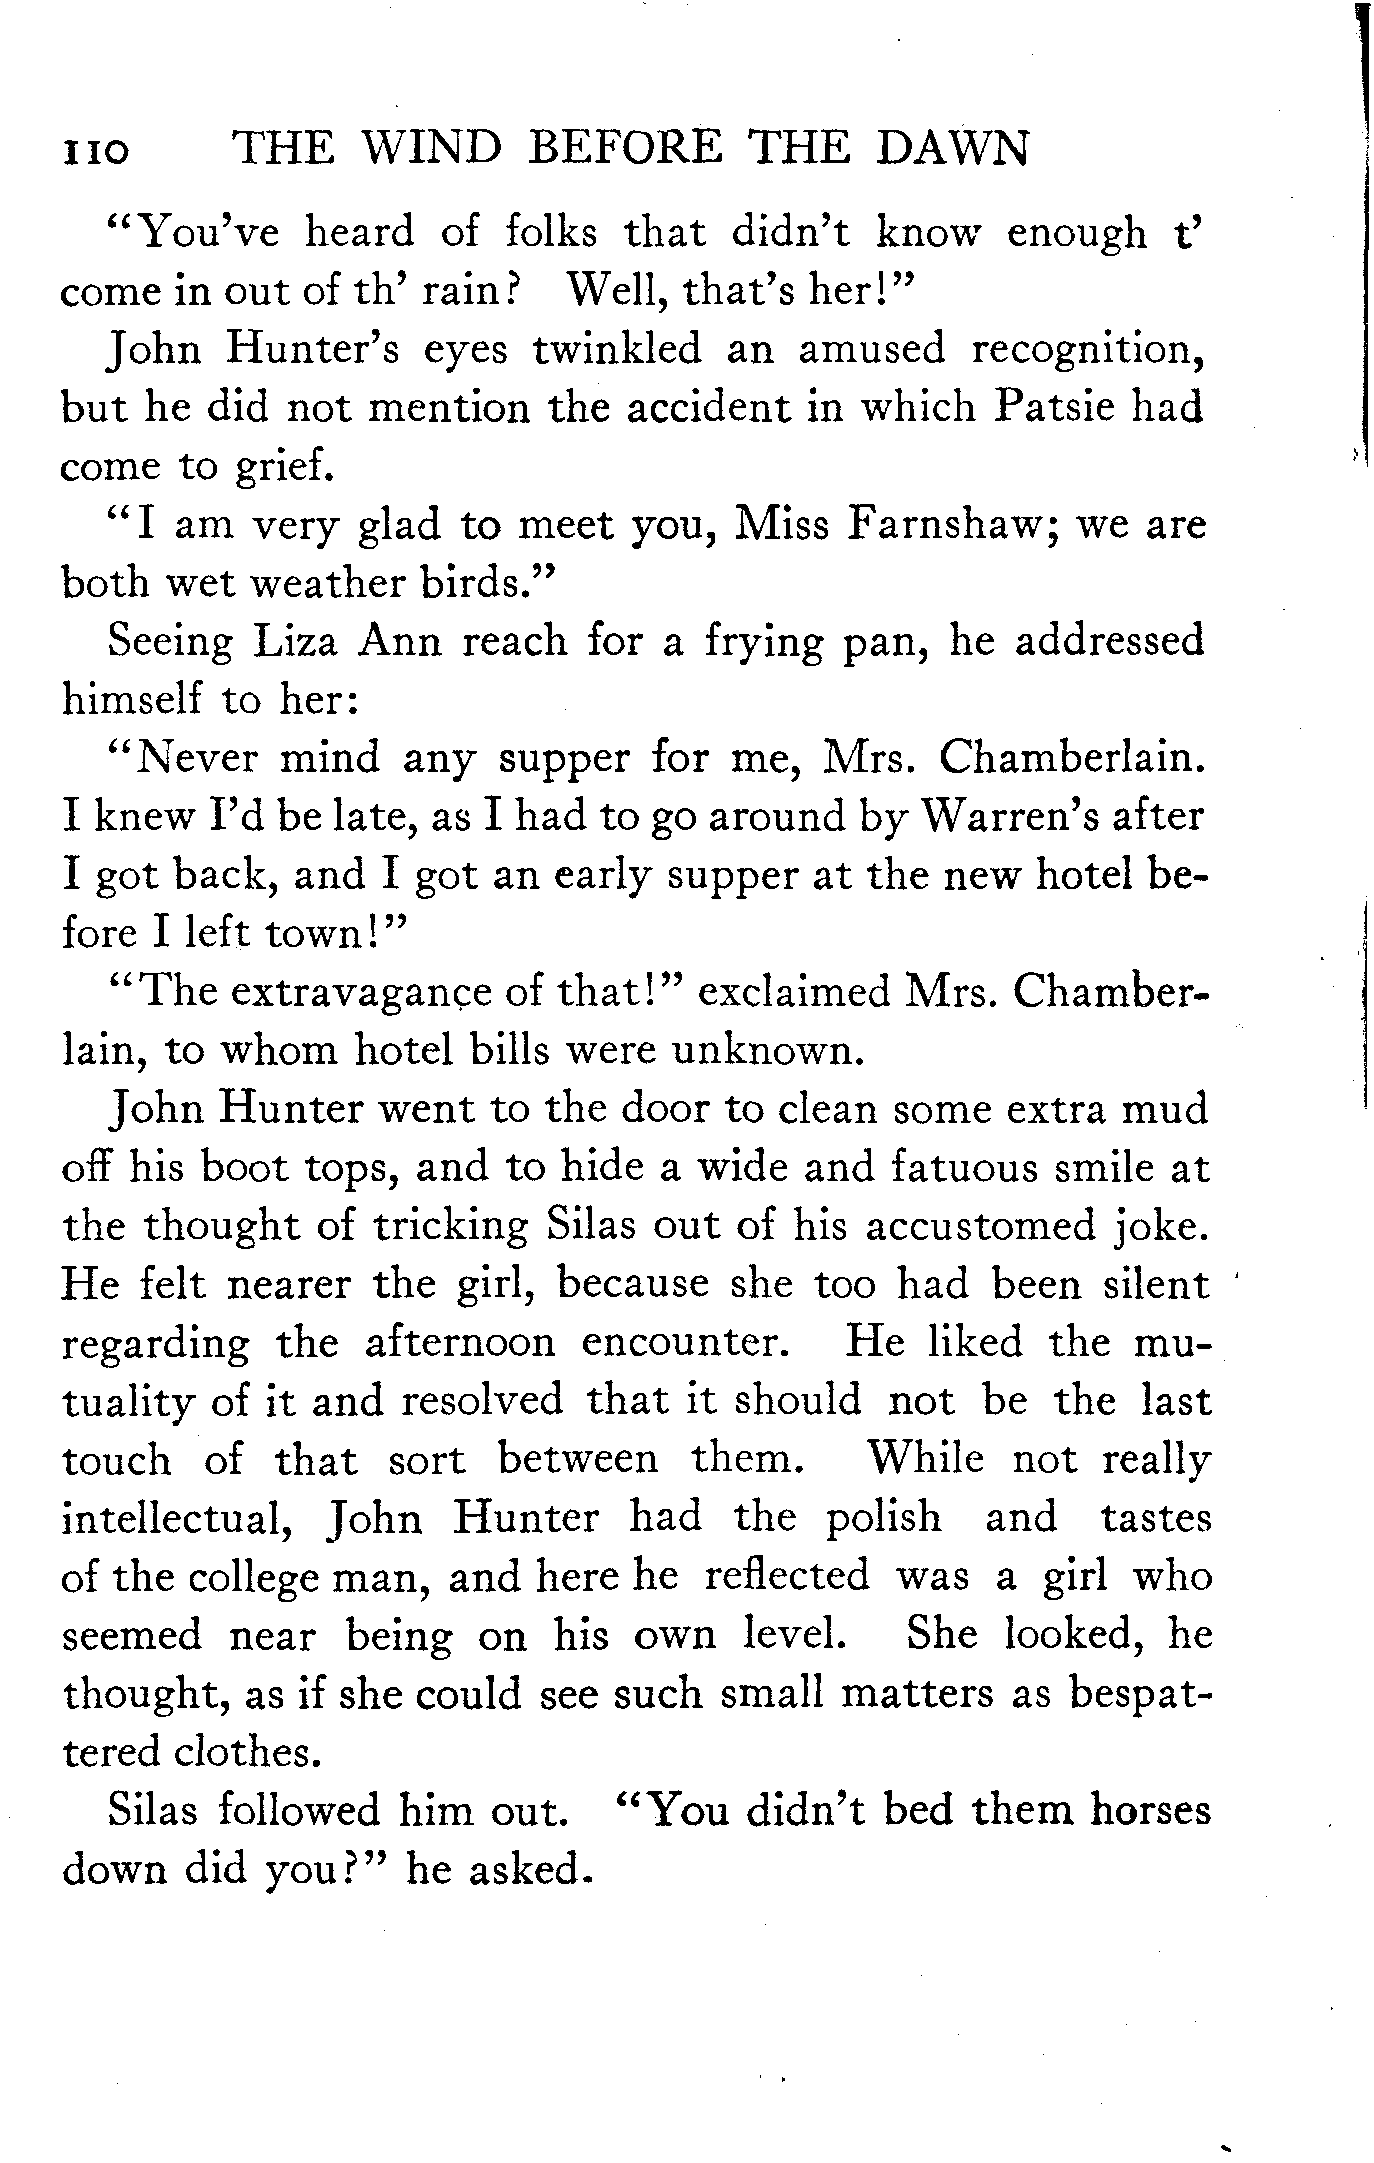 110 THE WIND BEFORE THE DAWN
"You've heard of folks that didn't know enough t'
come in out of th' rain? Well, that's her!"
John Hunter's eyes twinkled an amused recognition,
but he did not mention the accident in which Patsie had
come to grief.
"I am very glad to meet you, Miss Farnshaw; we are
both wet weather birds."
Seeing Liza Ann reach for a frying pan, he addressed
himself to her:
"Never mind any supper for me, Mrs. Chamberlain.
I knew I'd be late, as I had to go around by Warren's after
I got back, and I got an early supper at the new hotel be-
fore I left town!"
"The extravagance of that!" exclaimed Mrs. Chamber-
lain, to whom hotel bills were unknown.
John Hunter went to the door to clean some extra mud
off his boot tops, and to hide a wide and fatuous smile at
the thought of tricking Silas out of his accustomed joke.
He felt nearer the girl, because she too had been silent
regarding the afternoon encounter. He liked the mu-
tuality of it and resolved that it should not be the last
touch of that sort between them. While not really
intellectual, John Hunter had the polish and tastes
of the college man, and here he reflected was a girl who
seemed near being on his own level. She looked, he
thought, as if she could see such small matters as bespat-
tered clothes.
Silas followed him out. "You didn't bed them horses
down did you?" he asked.